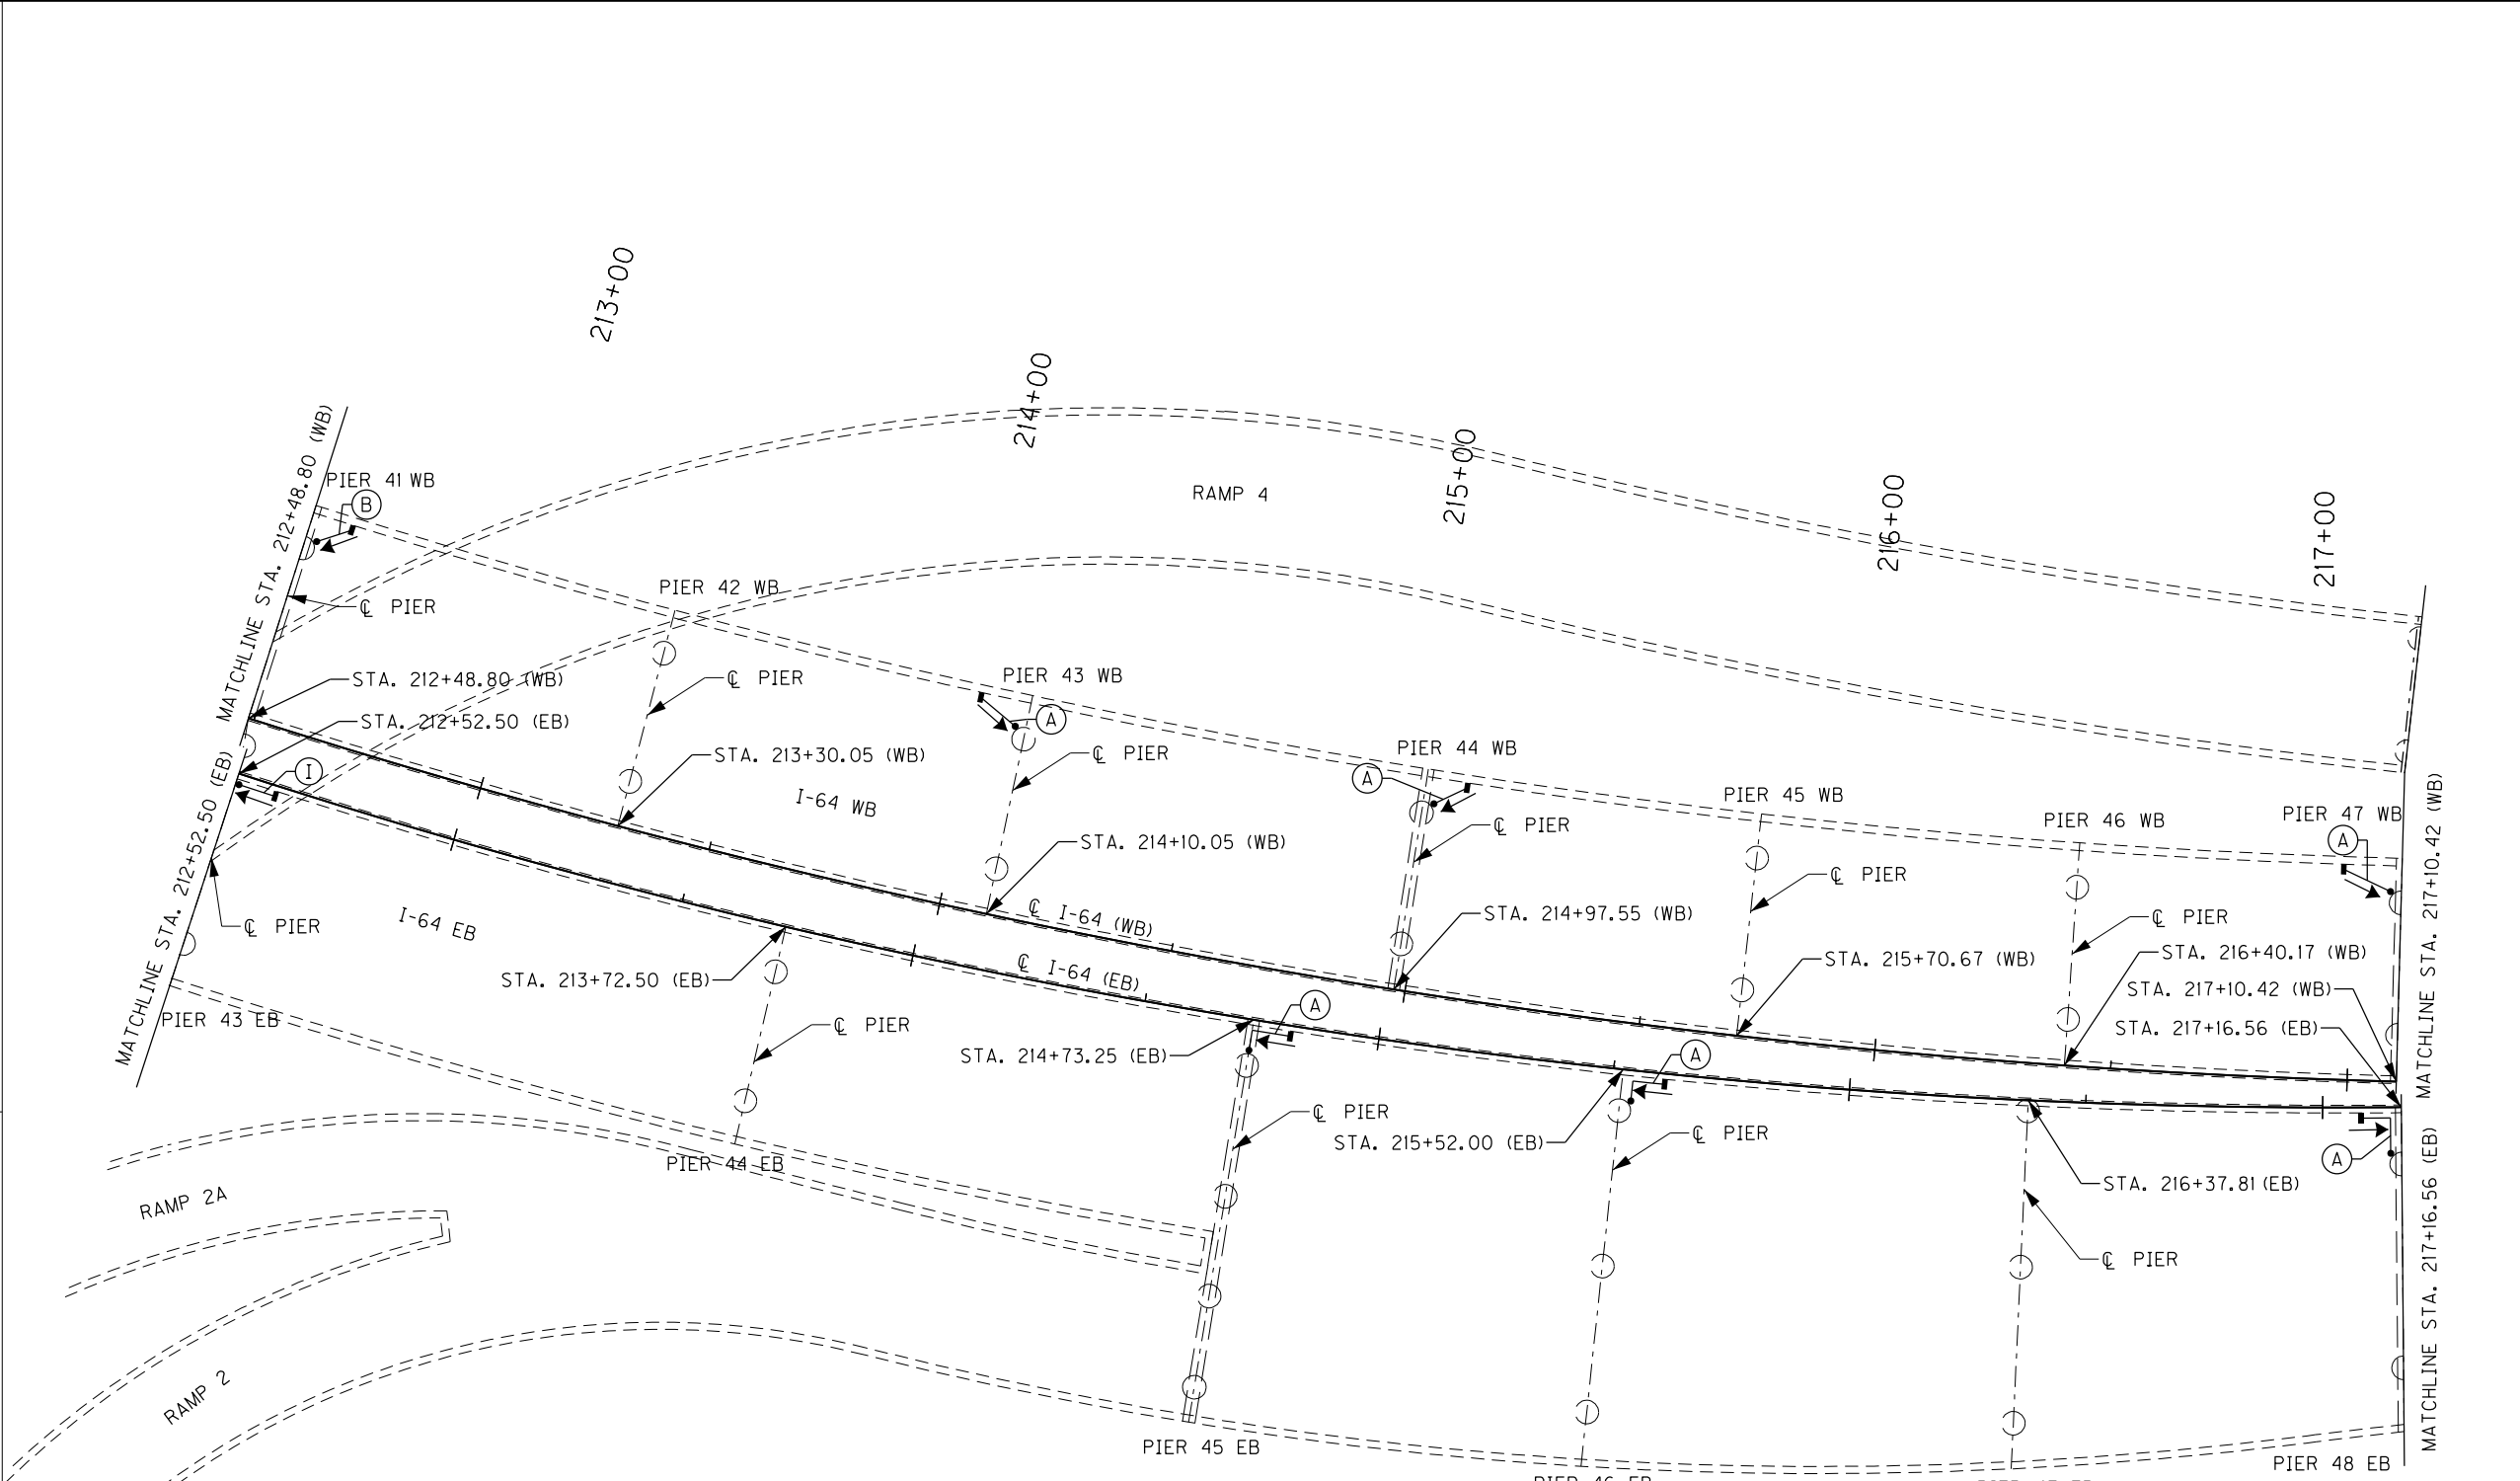 213+00
214+00
215+00
216+00
217+00
MATCHLINE STA. 212+48.80 (WB)
PIER 41 WB
B
RAMP 4
℄ PIER
PIER 42 WB
℄ PIER
PIER 43 WB
A
℄ PIER
STA. 212+48.80 (WB)
STA. 212+52.50 (EB)
I
STA. 213+30.05 (WB)
I-64 WB
PIER 44 WB
A
℄ PIER
PIER 45 WB
PIER 46 WB
PIER 47 WB
A
MATCHLINE STA. 212+52.50 (EB)
STA. 214+10.05 (WB)
℄ PIER
℄ PIER
MATCHLINE STA. 217+10.42 (WB)
℄ PIER
I-64 EB
℄ I-64 (WB)
STA. 214+97.55 (WB)
STA. 215+70.67 (WB)
STA. 216+40.17 (WB)
STA. 217+10.42 (WB)
STA. 217+16.56 (EB)
STA. 213+72.50 (EB)
℄ I-64 (EB)
A
PIER 43 EB
℄ PIER
STA. 214+73.25 (EB)
A
℄ PIER
STA. 215+52.00 (EB)
℄ PIER
A
STA. 216+37.81 (EB)
MATCHLINE STA. 217+16.56 (EB)
PIER 44 EB
RAMP 2A
℄ PIER
RAMP 2
PIER 45 EB
PIER 48 EB